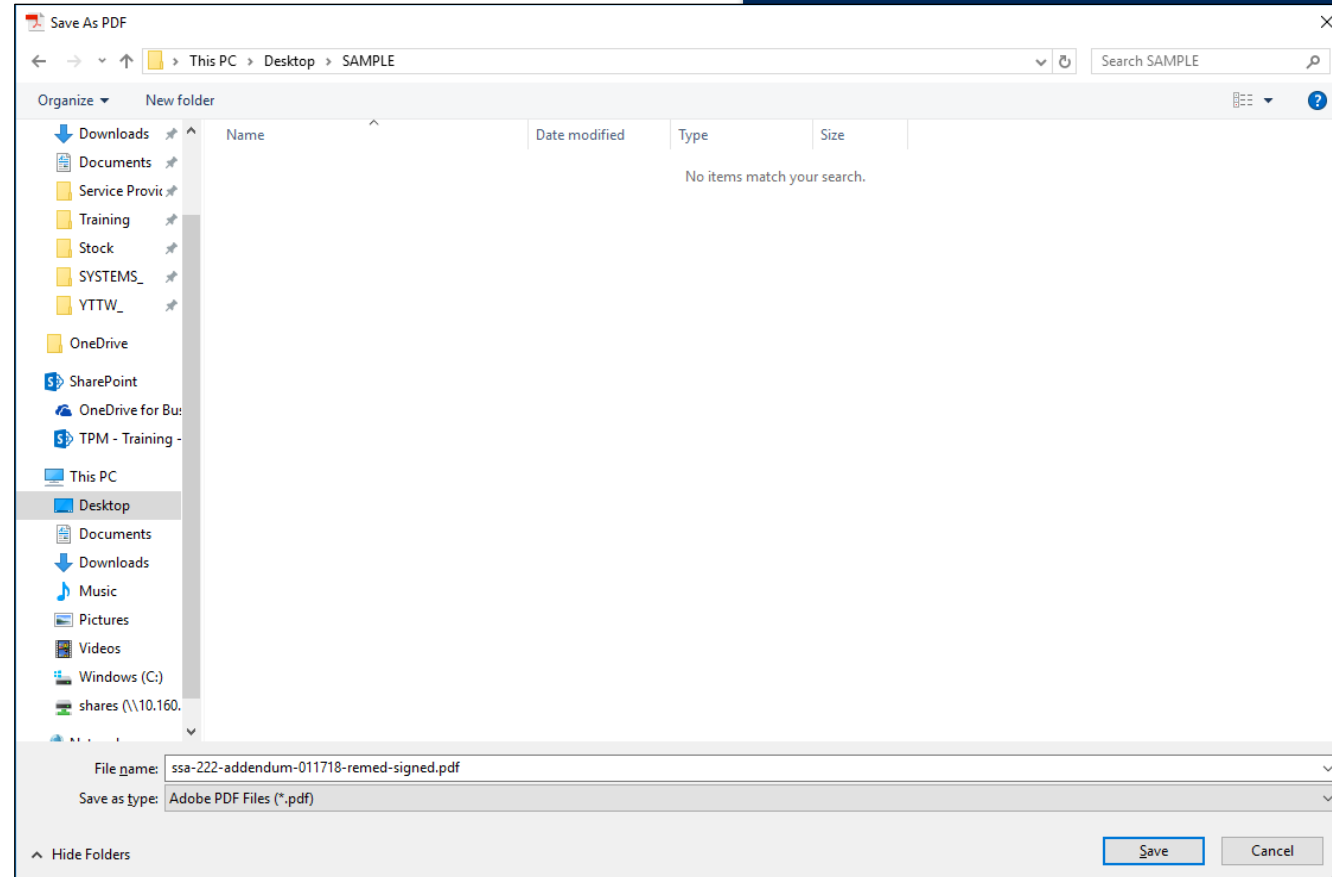 Save As PDF
This PC > Desktop > SAMPLE
Search SAMPLE
Organize
New folder
Name
Date modified
Type
Size
No items match your search.
Downloads
Documents
Service Provic
Training
Stock
SYSTEMS_
YTTW_
OneDrive
SharePoint
OneDrive for Bus
TPM - Training -
This PC
Desktop
Documents
Downloads
Music
Pictures
Videos
Windows (C:)
shares (\\10.160.
File name: ssa-222-addendum-011718-remed-signed.pdf
Save as type: Adobe PDF Files (*.pdf)
Hide Folders
Save
Cancel